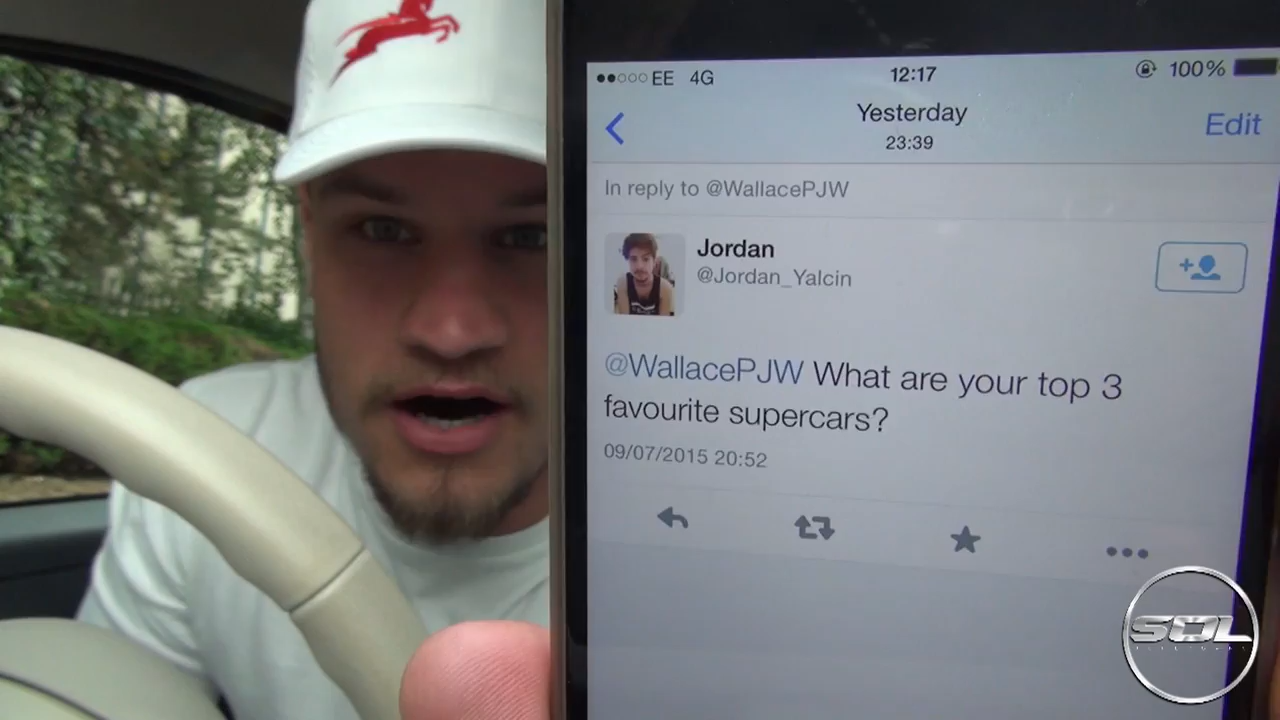 EE 4G 12:17 100%
Yesterday
23:39
Edit
In reply to @WallacePJW
Jordan
@Jordan_Yalcin
@WallacePJW What are your top 3
favourite supercars?
09/07/2015 20:52
SOL